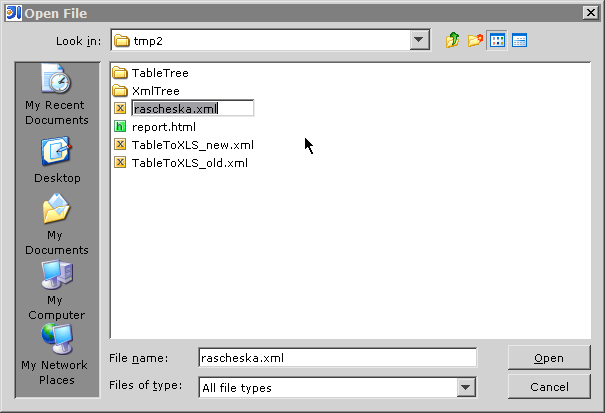 Open File
Look in:
tmp2
My Recent
Documents
Desktop
My
Documents
My
Computer
My Network
Places
TableTree
XmlTree
rascheska.xml
report.html
TableToXLS_new.xml
TableToXLS_old.xml
File name:
rascheska.xml
Open
Files of type:
All file types
Cancel